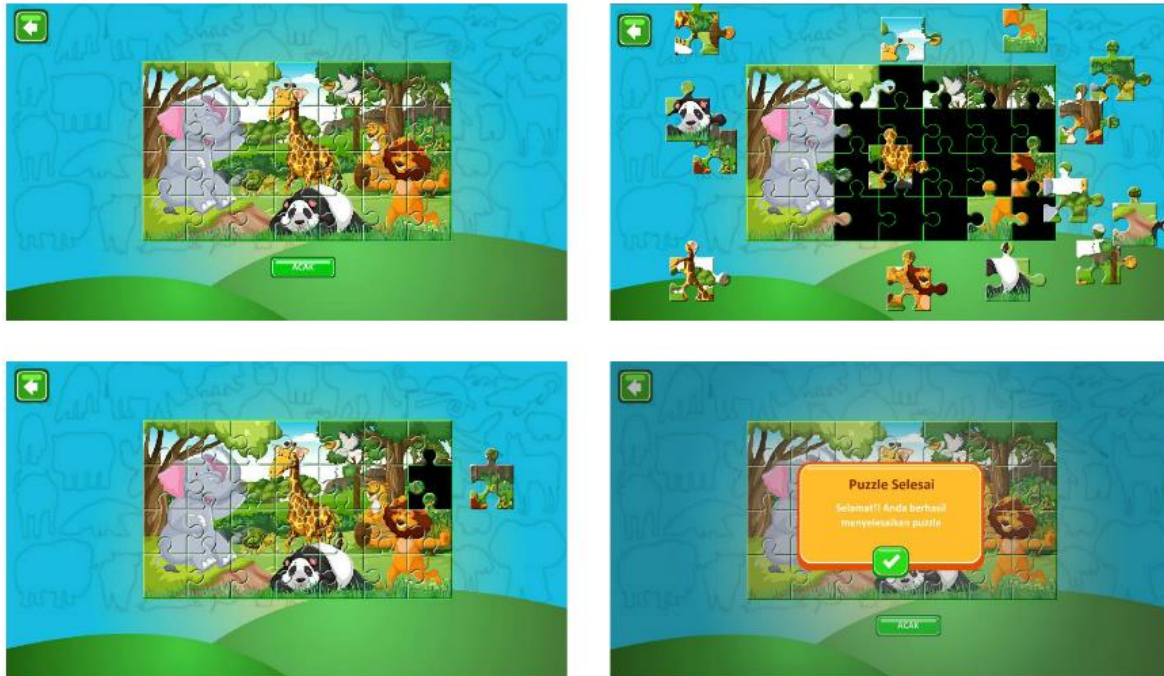 ACAK
Puzzle Selesai
Selamat!! Anda berhasil
menyelesaikan puzzle
ACAK